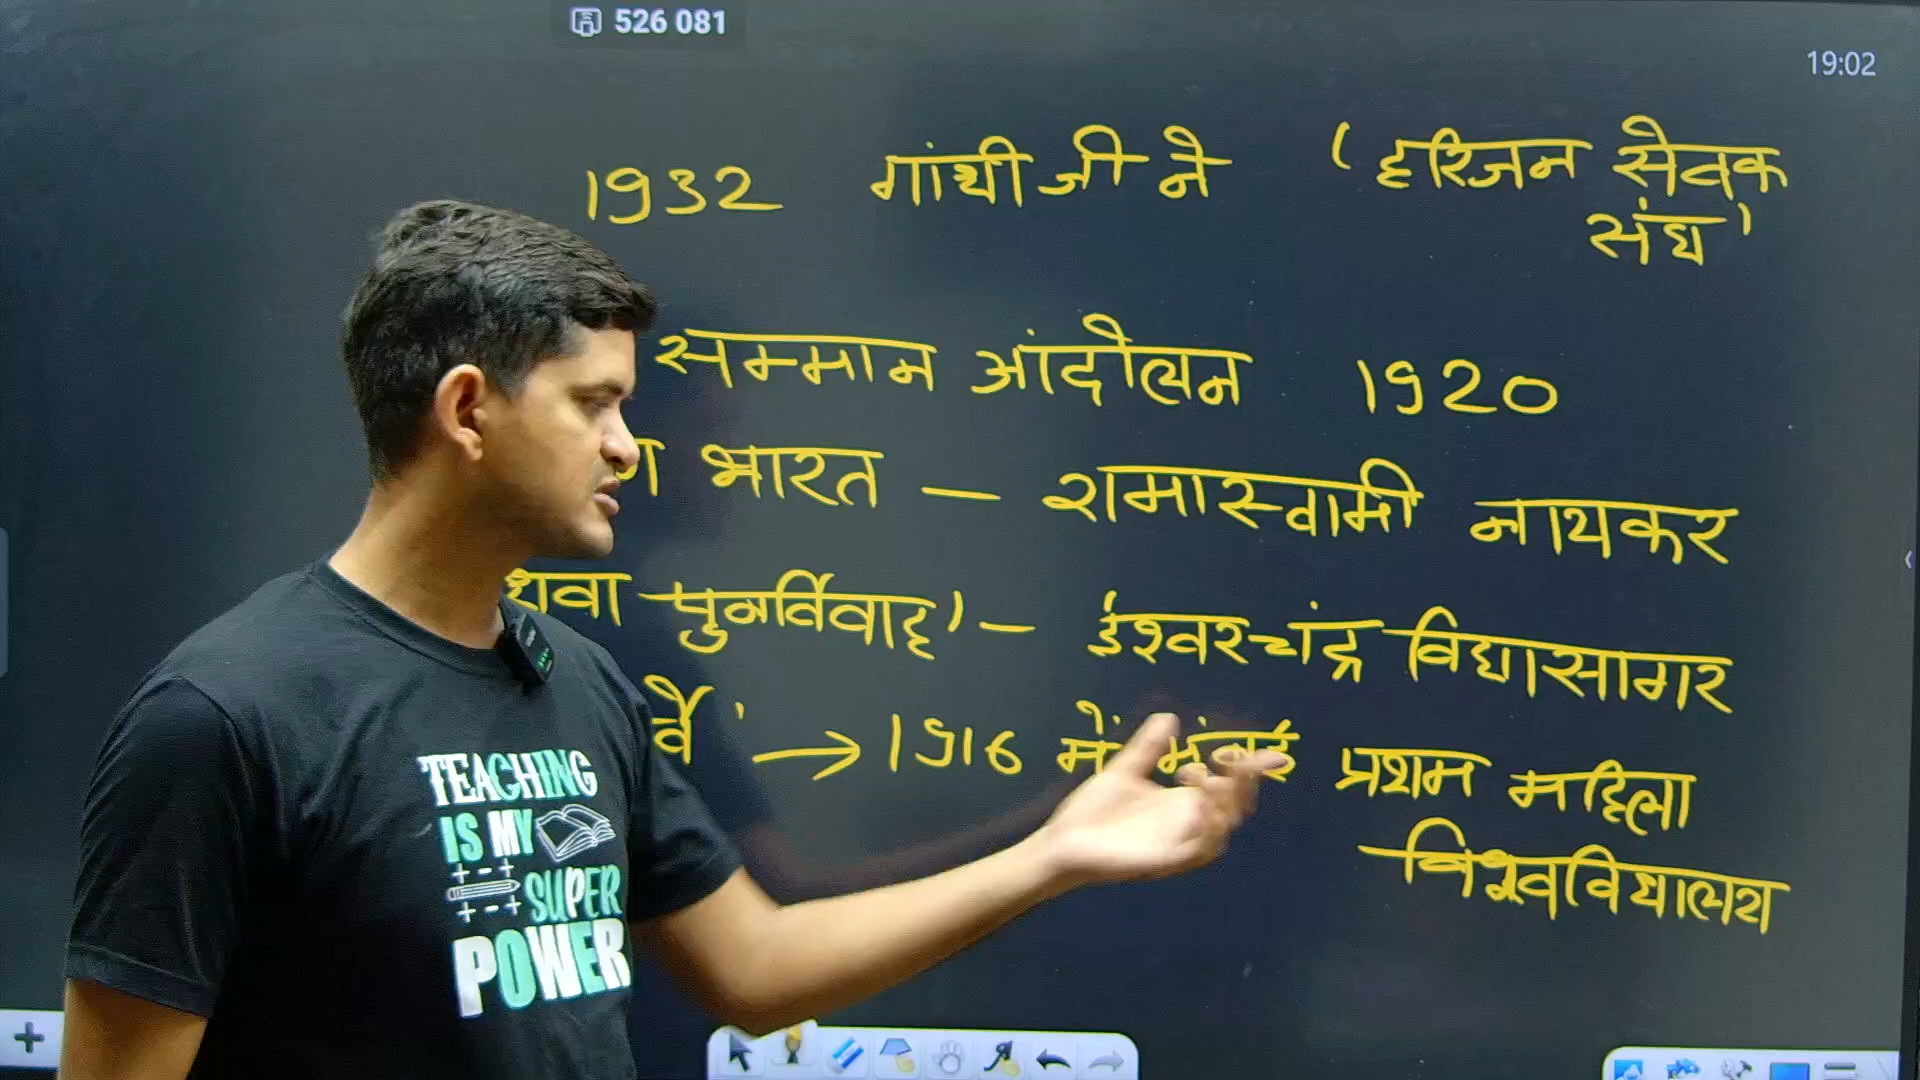 526 081
19:02
1932 गांधी जी ने 'हरिजन सेवक
संघ'
सम्मान आंदोलन 1920
भारत — रामास्वामी नायकर
पुनर्विवाह' — ईश्वरचंद्र विद्यासागर
र्वे' → 1916 में मुंबई प्रथम महिला
विश्वविद्यालय
TEACHING
IS MY
SUPER
POWER